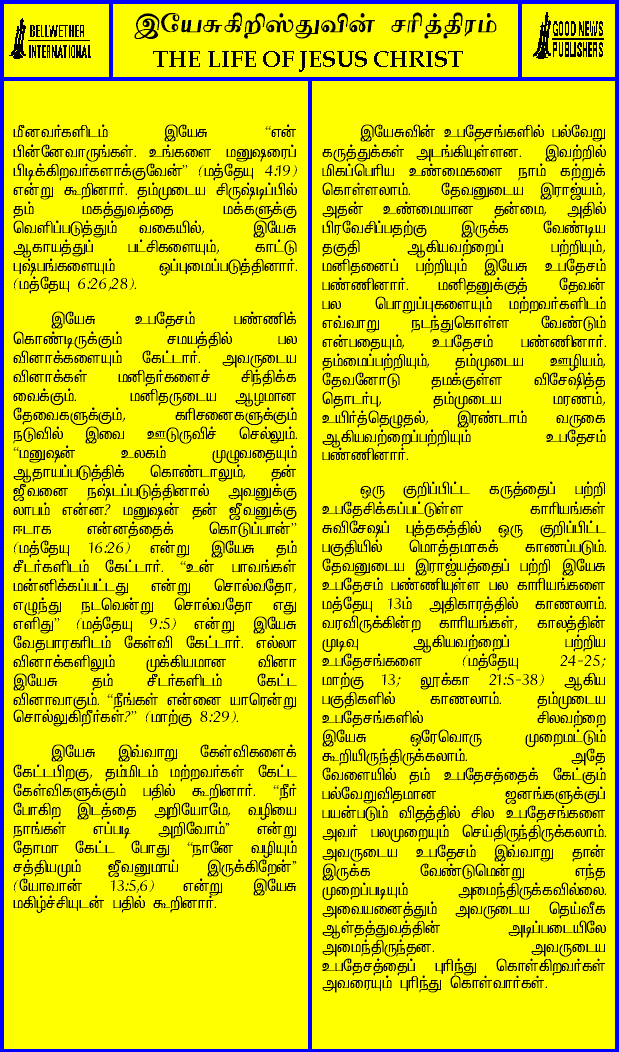 BELLWETHER
INTERNATIONAL
இயேசுகிறிஸ்துவின் சரித்திரம்
THE LIFE OF JESUS CHRIST
GOOD NEWS
PUBLISHERS
மீனவர்களிடம் இயேசு “என்
பின்னேவாருங்கள். உங்களை மனுஷரைப்
பிடிக்கிறவர்களாக்குவேன்” (மத்தேயு 4:19)
என்று கூறினார். தம்முடைய சிருஷ்டிப்பில்
தம் மகத்துவத்தை மக்களுக்கு
வெளிப்படுத்தும் வகையில், இயேசு
ஆகாயத்துப் பட்சிகளையும், காட்டு
புஷ்பங்களையும் ஒப்புமைப்படுத்தினார்.
(மத்தேயு 6:26,28).
இயேசு உபதேசம் பண்ணிக்
கொண்டிருக்கும் சமயத்தில் பல
வினாக்களையும் கேட்டார். அவருடைய
வினாக்கள் மனிதர்களைச் சிந்திக்க
வைக்கும். மனிதருடைய ஆழமான
தேவைகளுக்கும், கரிசனைகளுக்கும்
நடுவில் இவை ஊடுருவிச் செல்லும்.
“மனுஷன் உலகம் முழுவதையும்
ஆதாயப்படுத்திக் கொண்டாலும், தன்
ஜீவனை நஷ்டப்படுத்தினால் அவனுக்கு
லாபம் என்ன? மனுஷன் தன் ஜீவனுக்கு
ஈடாக என்னத்தைக் கொடுப்பான்”
(மத்தேயு 16:26) என்று இயேசு தம்
சீடர்களிடம் கேட்டார். “உன் பாவங்கள்
மன்னிக்கப்பட்டது என்று சொல்வதோ,
எழுந்து நடவென்று சொல்வதோ எது
எளிது” (மத்தேயு 9:5) என்று இயேசு
வேதபாரகரிடம் கேள்வி கேட்டார். எல்லா
வினாக்களிலும் முக்கியமான வினா
இயேசு தம் சீடர்களிடம் கேட்ட
வினாவாகும். “நீங்கள் என்னை யாரென்று
சொல்லுகிறீர்கள்?” (மாற்கு 8:29).
இயேசு இவ்வாறு கேள்விகளைக்
கேட்டபிறகு, தம்மிடம் மற்றவர்கள் கேட்ட
கேள்விகளுக்கும் பதில் கூறினார். “நீர்
போகிற இடத்தை அறியோமே, வழியை
நாங்கள் எப்படி அறிவோம்” என்று
தோமா கேட்ட போது “நானே வழியும்
சத்தியமும் ஜீவனுமாய் இருக்கிறேன்”
(யோவான் 13:5,6) என்று இயேசு
மகிழ்ச்சியுடன் பதில் கூறினார்.
இயேசுவின் உபதேசங்களில் பல்வேறு
கருத்துக்கள் அடங்கியுள்ளன. இவற்றில்
மிகப்பெரிய உண்மைகளை நாம் கற்றுக்
கொள்ளலாம். தேவனுடைய இராஜ்யம்,
அதன் உண்மையான தன்மை, அதில்
பிரவேசிப்பதற்கு இருக்க வேண்டிய
தகுதி ஆகியவற்றைப் பற்றியும்,
மனிதனைப் பற்றியும் இயேசு உபதேசம்
பண்ணினார். மனிதனுக்குத் தேவன்
பல பொறுப்புகளையும் மற்றவர்களிடம்
எவ்வாறு நடந்துகொள்ள வேண்டும்
என்பதையும், உபதேசம் பண்ணினார்.
தம்மைப்பற்றியும், தம்முடைய ஊழியம்,
தேவனோடு தமக்குள்ள விசேஷித்த
தொடர்பு, தம்முடைய மரணம்,
உயிர்த்தெழுதல், இரண்டாம் வருகை
ஆகியவற்றைப்பற்றியும் உபதேசம்
பண்ணினார்.
ஒரு குறிப்பிட்ட கருத்தைப் பற்றி
உபதேசிக்கப்பட்டுள்ள காரியங்கள்
சுவிசேஷப் புத்தகத்தில் ஒரு குறிப்பிட்ட
பகுதியில் மொத்தமாகக் காணப்படும்.
தேவனுடைய இராஜ்யத்தைப் பற்றி இயேசு
உபதேசம் பண்ணியுள்ள பல காரியங்களை
மத்தேயு 13ம் அதிகாரத்தில் காணலாம்.
வரவிருக்கின்ற காரியங்கள், காலத்தின்
முடிவு ஆகியவற்றைப் பற்றிய
உபதேசங்களை (மத்தேயு 24-25;
மாற்கு 13; லூக்கா 21:5-38) ஆகிய
பகுதிகளில் காணலாம். தம்முடைய
உபதேசங்களில் சிலவற்றை
இயேசு ஒரேவொரு முறைமட்டும்
கூறியிருந்திருக்கலாம். அதே
வேளையில் தம் உபதேசத்தைக் கேட்கும்
பல்வேறுவிதமான ஜனங்களுக்குப்
பயன்படும் விதத்தில் சில உபதேசங்களை
அவர் பலமுறையும் செய்திருந்திருக்கலாம்.
அவருடைய உபதேசம் இவ்வாறு தான்
இருக்க வேண்டுமென்று எந்த
முறைப்படியும் அமைந்திருக்கவில்லை.
அவையனைத்தும் அவருடைய தெய்வீக
ஆள்தத்துவத்தின் அடிப்படையிலே
அமைந்திருந்தன. அவருடைய
உபதேசத்தைப் புரிந்து கொள்கிறவர்கள்
அவரையும் புரிந்து கொள்வார்கள்.